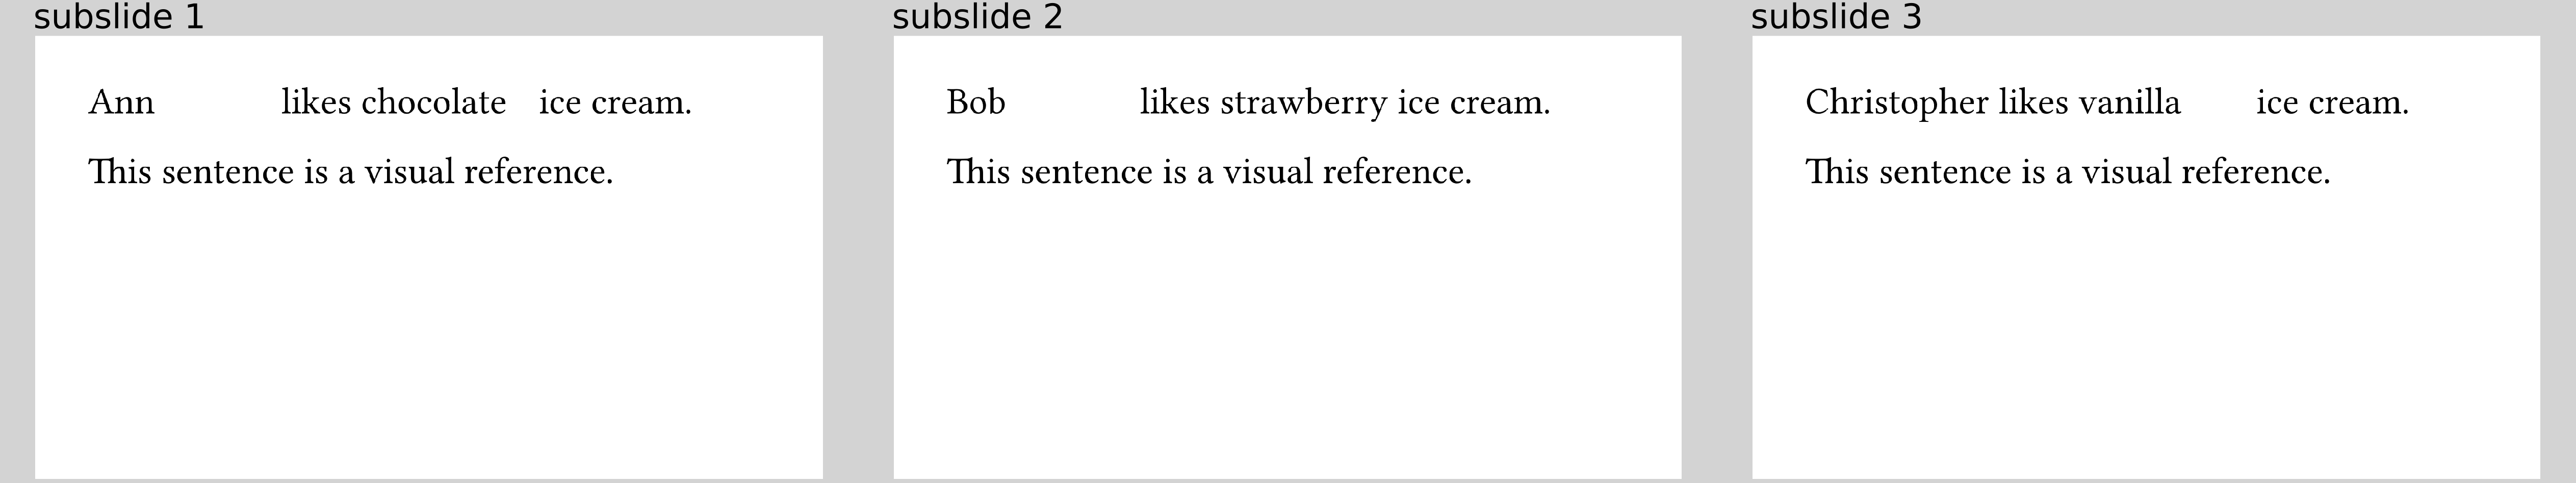 subslide 1
Ann likes chocolate ice cream.
This sentence is a visual reference.
subslide 2
Bob likes strawberry ice cream.
This sentence is a visual reference.
subslide 3
Christopher likes vanilla ice cream.
This sentence is a visual reference.